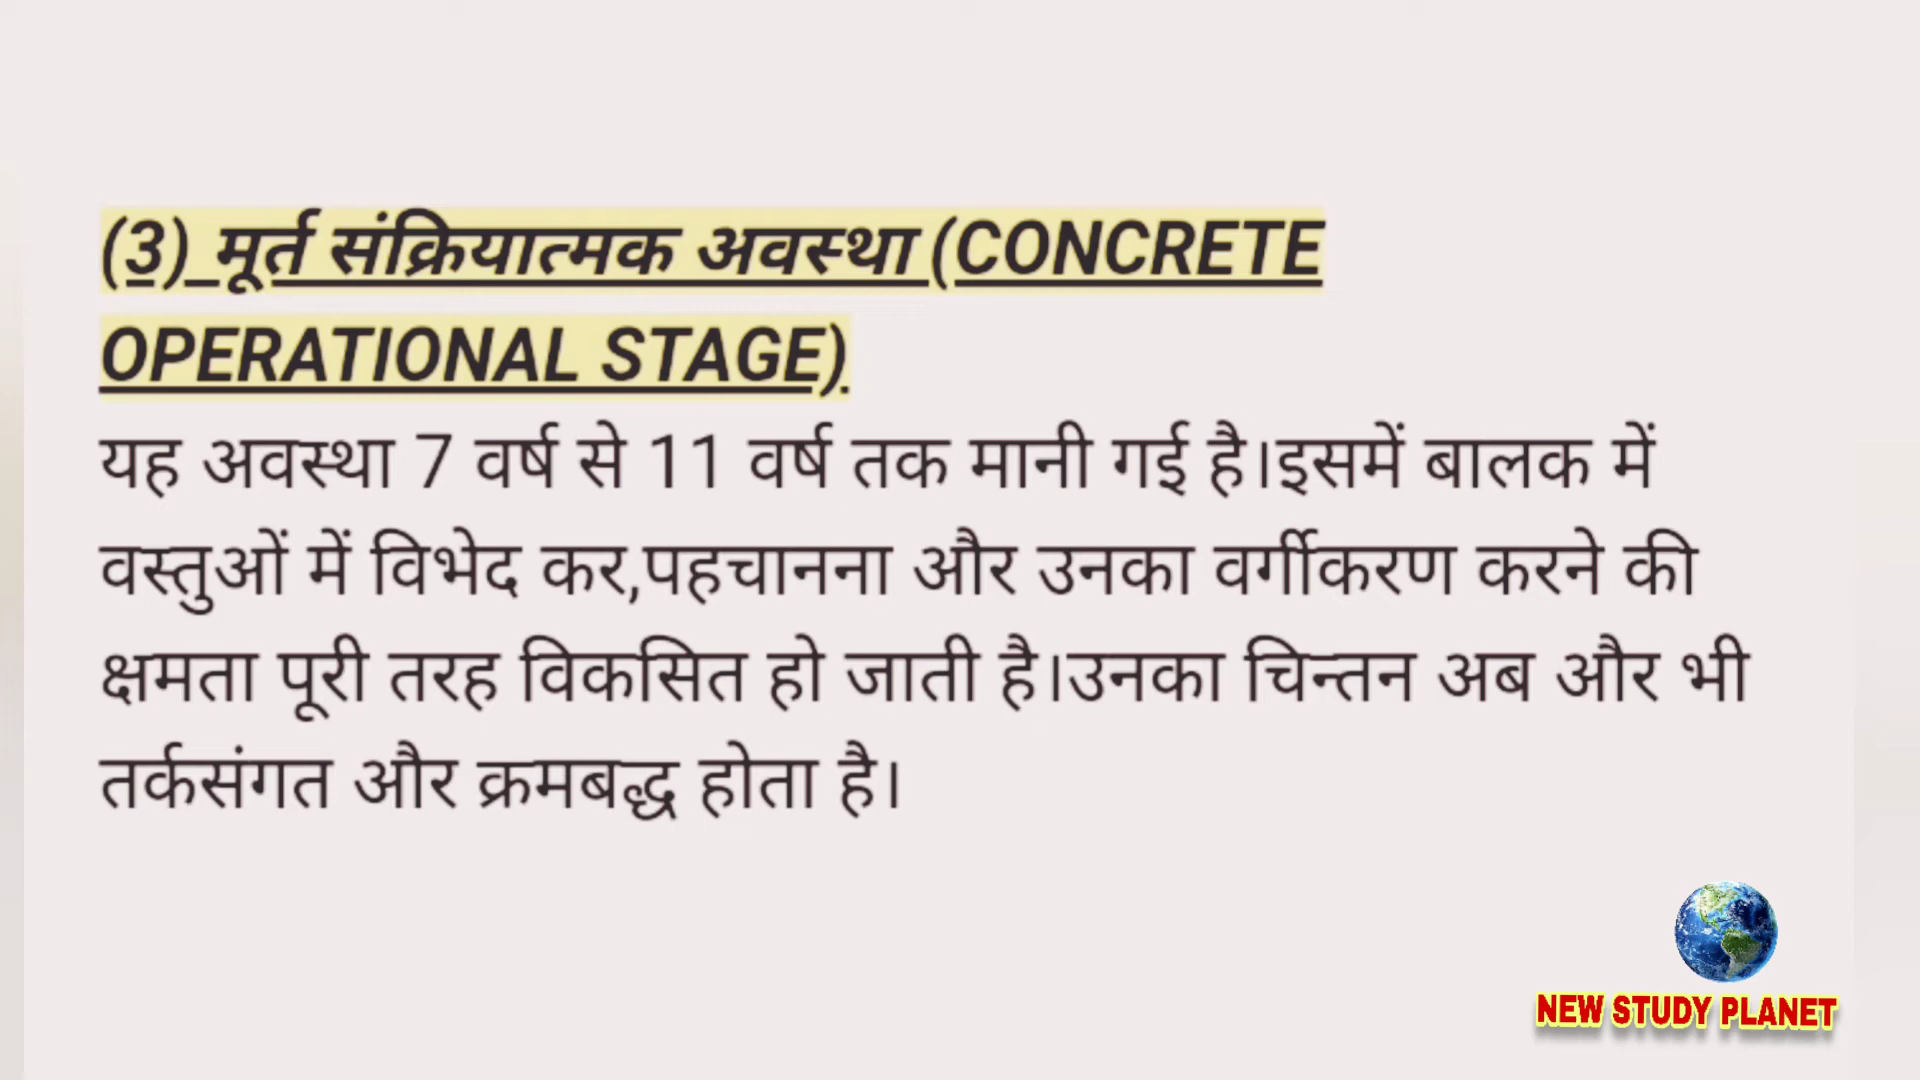 (3) मूर्त संक्रियात्मक अवस्था (CONCRETE
OPERATIONAL STAGE)
यह अवस्था 7 वर्ष से 11 वर्ष तक मानी गई है।इसमें बालक में
वस्तुओं में विभेद कर,पहचानना और उनका वर्गीकरण करने की
क्षमता पूरी तरह विकसित हो जाती है।उनका चिन्तन अब और भी
तर्कसंगत और क्रमबद्ध होता है।
NEW STUDY PLANET